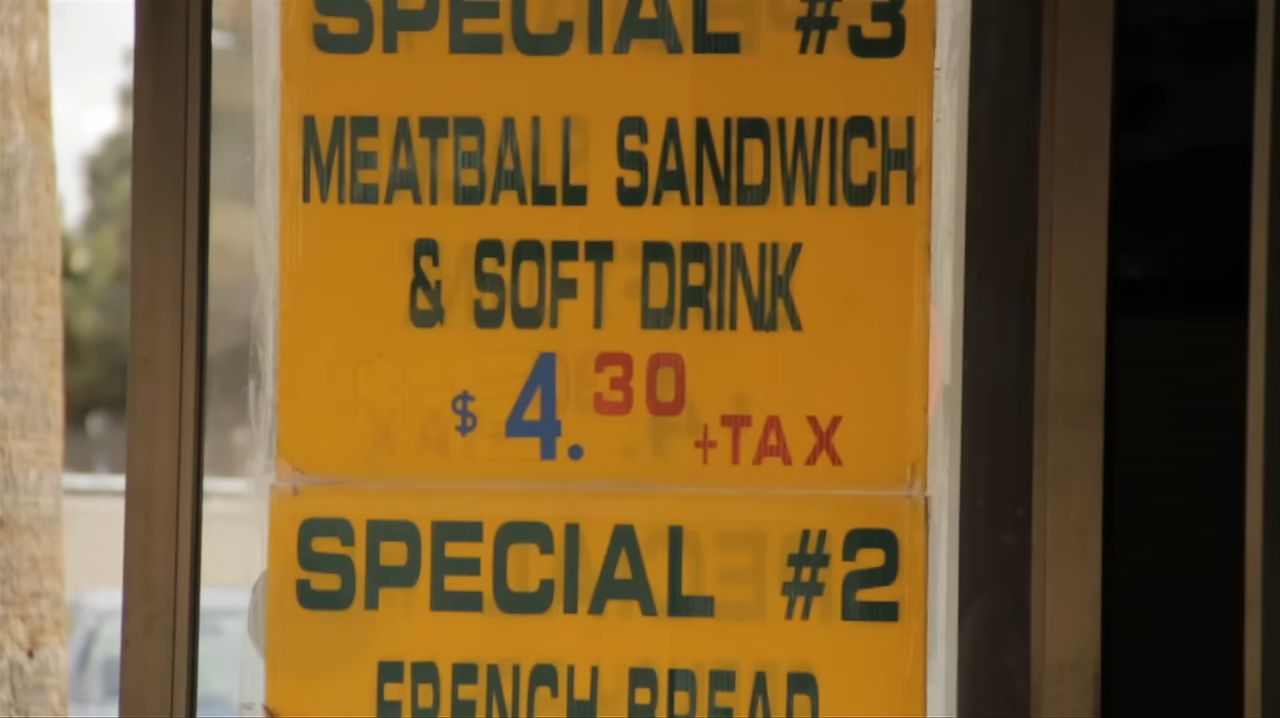 SPECIAL #3
MEATBALL SANDWICH
& SOFT DRINK
$ 4.30 +TAX
SPECIAL #2
FRENCH BREAD